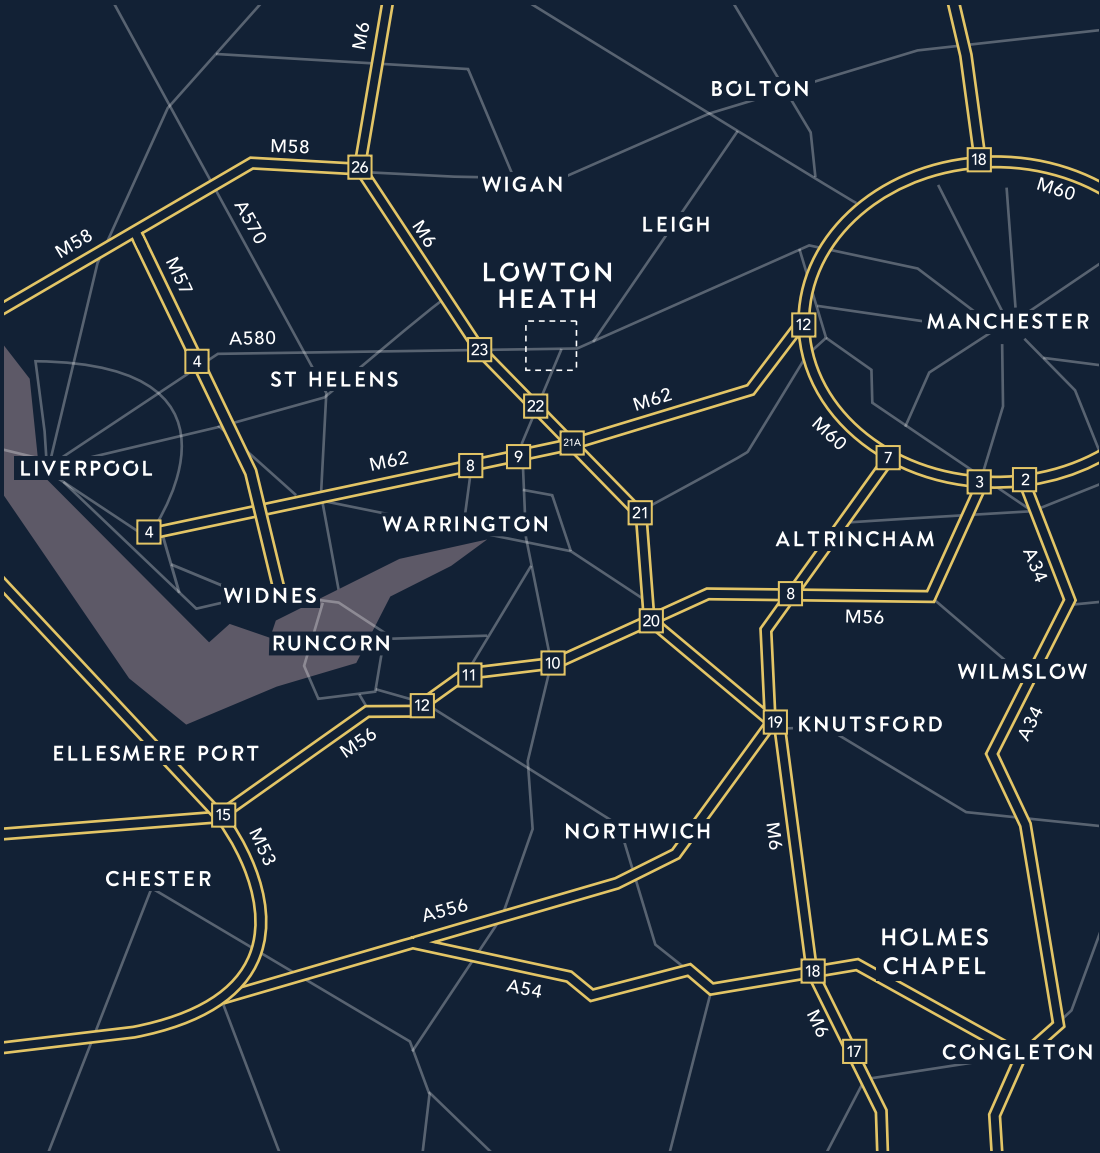 M6
BOLTON
M58
26
18
M60
WIGAN
A570
LEIGH
M6
M58
M57
LOWTON
HEATH
12
MANCHESTER
A580
4
23
ST HELENS
22
M62
M60
21A
LIVERPOOL
M62
8
9
7
3
2
4
WARRINGTON
21
ALTRINCHAM
A34
WIDNES
8
M56
20
RUNCORN
10
11
WILMSLOW
12
19
KNUTSFORD
A34
ELLESMERE PORT
M56
15
M53
NORTHWICH
M6
CHESTER
A556
HOLMES
CHAPEL
18
A54
M6
17
CONGLETON